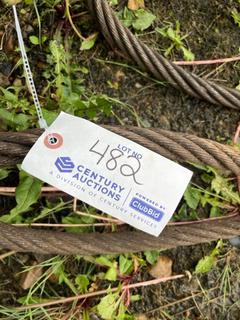 LOT NO
482
CENTURY
AUCTIONS
A DIVISION OF CENTURY SERVICES
POWERED BY
ClubBid